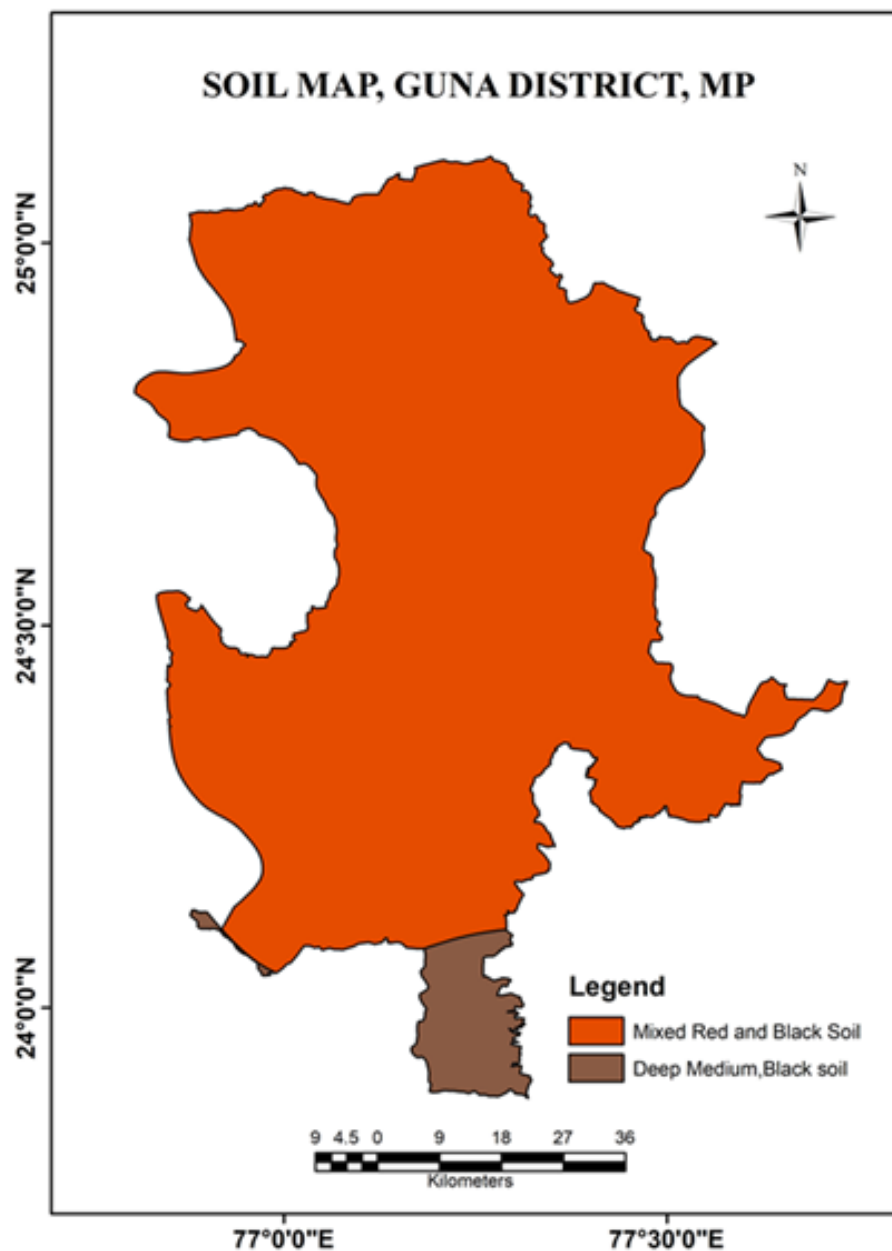 SOIL MAP, GUNA DISTRICT, MP
N
25°0'0"N
24°30'0"N
24°0'0"N
Legend
Mixed Red and Black Soil
Deep Medium,Black soil
9 4.5 0 9 18 27 36
Kilometers
77°0'0"E 77°30'0"E